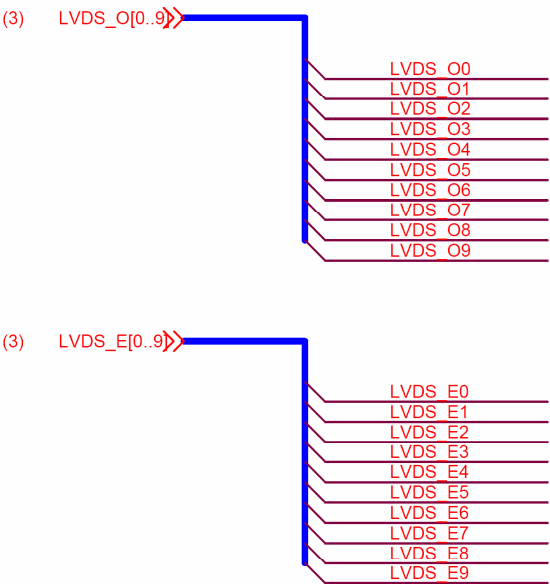 (3) LVDS_O[0..9]
LVDS_O0
LVDS_O1
LVDS_O2
LVDS_O3
LVDS_O4
LVDS_O5
LVDS_O6
LVDS_O7
LVDS_O8
LVDS_O9
(3) LVDS_E[0..9]
LVDS_E0
LVDS_E1
LVDS_E2
LVDS_E3
LVDS_E4
LVDS_E5
LVDS_E6
LVDS_E7
LVDS_E8
LVDS_E9